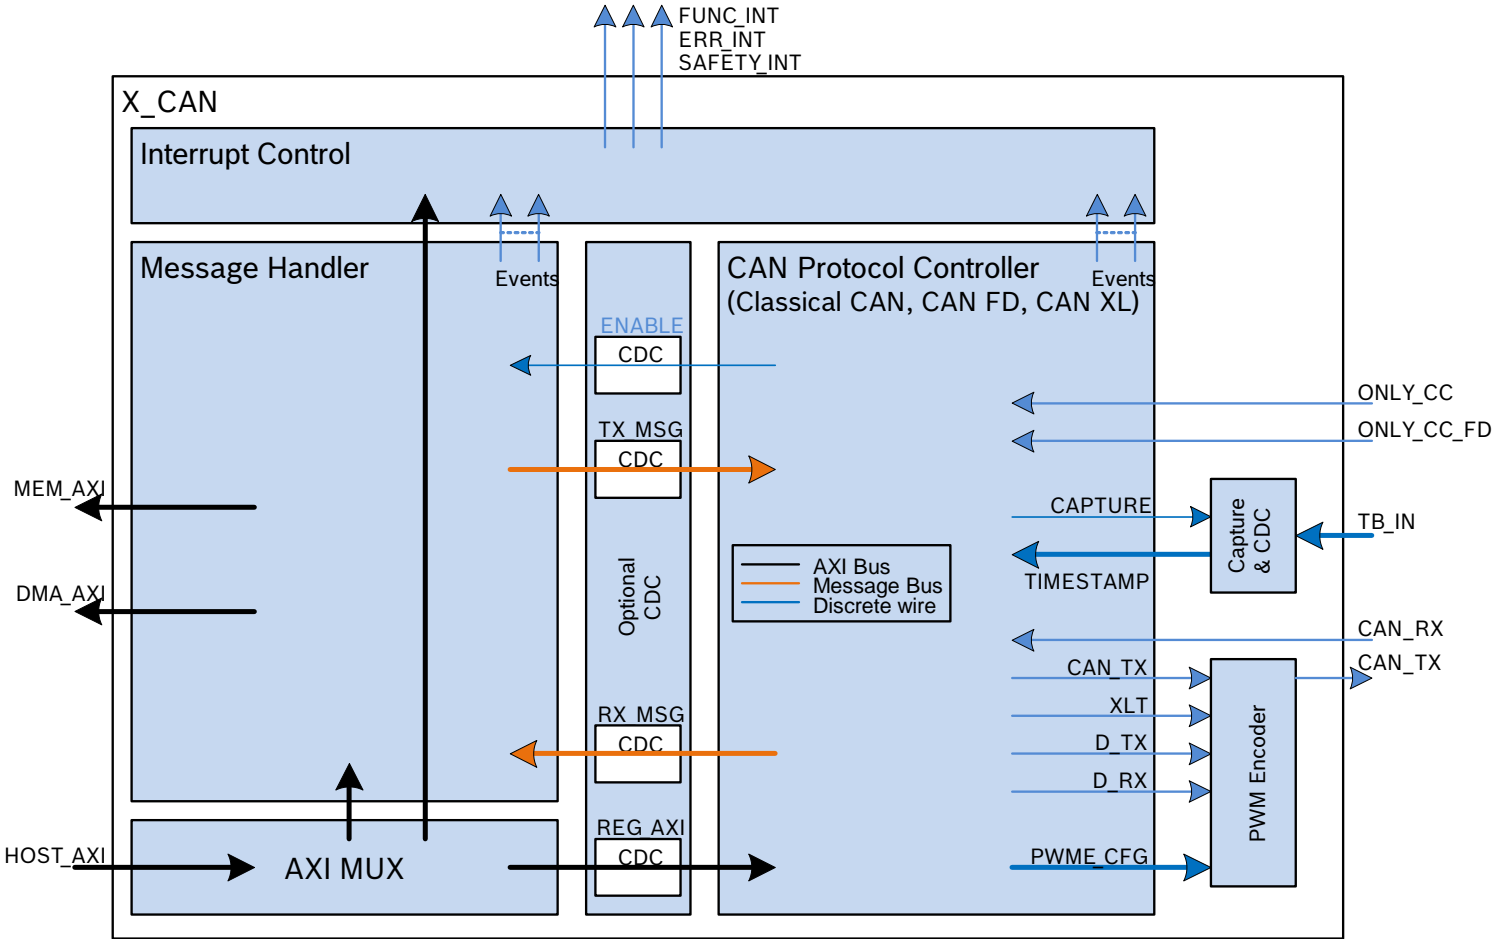 FUNC_INT
ERR_INT
SAFETY_INT
X_CAN
Interrupt Control
Message Handler
Events
CAN Protocol Controller
(Classical CAN, CAN FD, CAN XL)
Events
ENABLE
CDC
TX_MSG
CDC
Optional
CDC
RX_MSG
CDC
REG_AXI
CDC
AXI Bus
Message Bus
Discrete wire
MEM_AXI
DMA_AXI
HOST_AXI
AXI MUX
ONLY_CC
ONLY_CC_FD
CAPTURE
TIMESTAMP
Capture
& CDC
TB_IN
CAN_RX
CAN_TX
CAN_TX
XLT
D_TX
D_RX
PWME_CFG
PWM Encoder